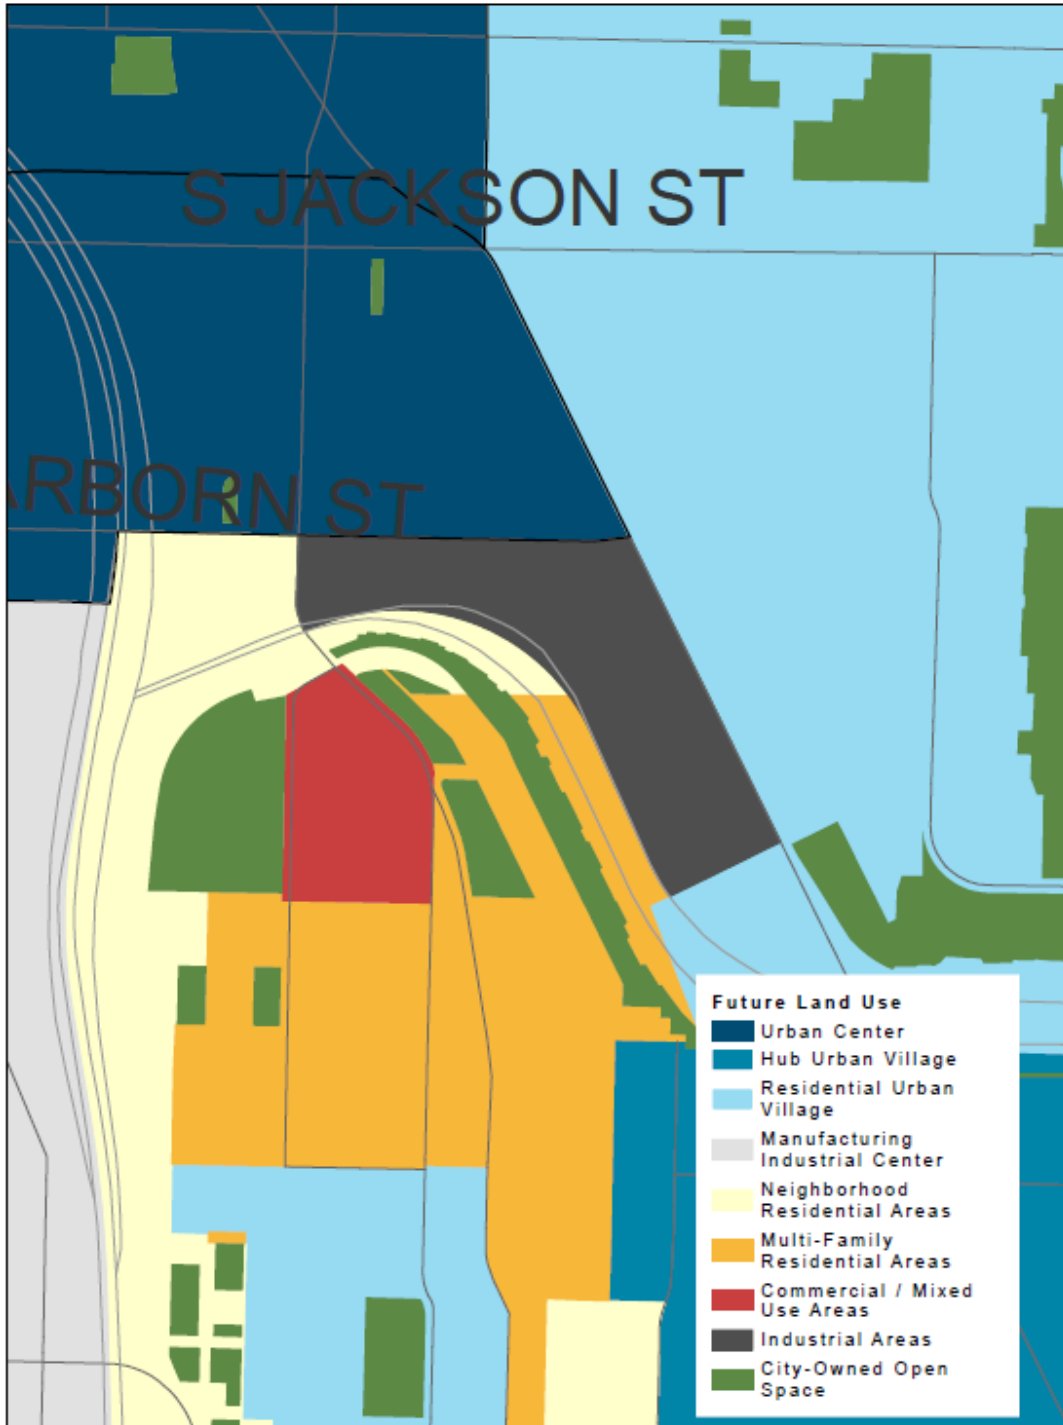 S JACKSON ST
ARBORN ST
Future Land Use
Urban Center
Hub Urban Village
Residential Urban
Village
Manufacturing
Industrial Center
Neighborhood
Residential Areas
Multi-Family
Residential Areas
Commercial / Mixed
Use Areas
Industrial Areas
City-Owned Open
Space